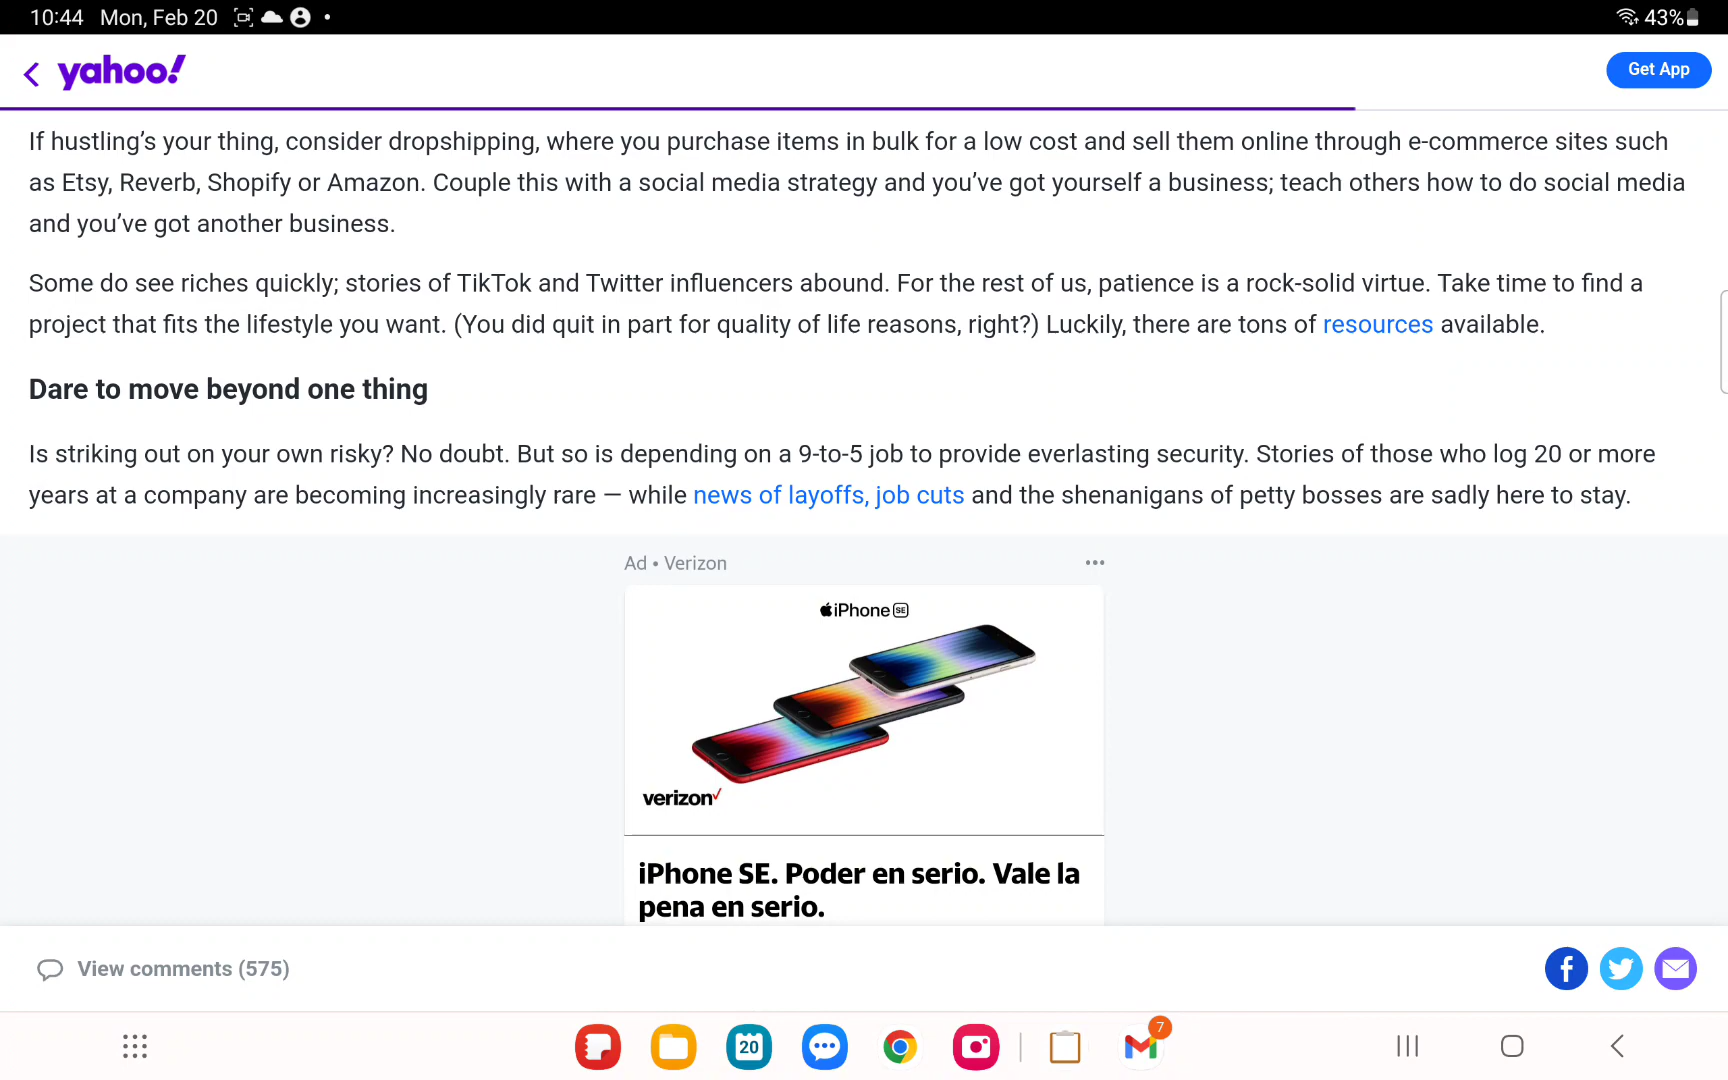 10:44 Mon, Feb 20
43%
yahoo!
Get App
If hustling’s your thing, consider dropshipping, where you purchase items in bulk for a low cost and sell them online through e-commerce sites such
as Etsy, Reverb, Shopify or Amazon. Couple this with a social media strategy and you’ve got yourself a business; teach others how to do social media
and you’ve got another business.
Some do see riches quickly; stories of TikTok and Twitter influencers abound. For the rest of us, patience is a rock-solid virtue. Take time to find a
project that fits the lifestyle you want. (You did quit in part for quality of life reasons, right?) Luckily, there are tons of resources available.
Dare to move beyond one thing
Is striking out on your own risky? No doubt. But so is depending on a 9-to-5 job to provide everlasting security. Stories of those who log 20 or more
years at a company are becoming increasingly rare — while news of layoffs, job cuts and the shenanigans of petty bosses are sadly here to stay.
Ad • Verizon
iPhone SE
verizon
iPhone SE. Poder en serio. Vale la
pena en serio.
View comments (575)
20
7